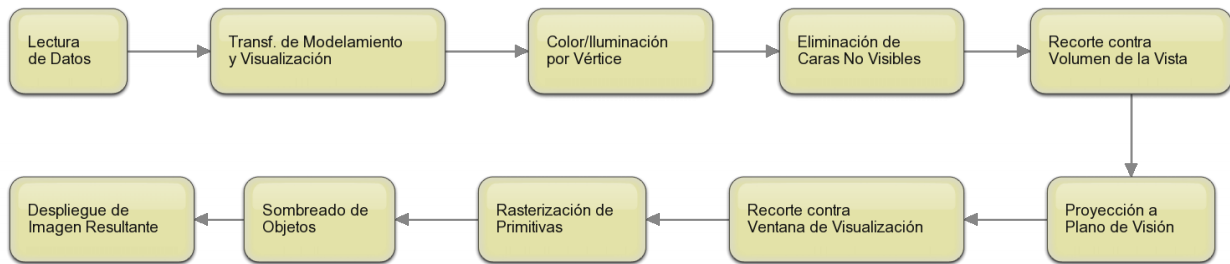 Lectura
de Datos
Transf. de Modelamiento
y Visualización
Color/Iluminación
por Vértice
Eliminación de
Caras No Visibles
Recorte contra
Volumen de la Vista
Proyección a
Plano de Visión
Recorte contra
Ventana de Visualización
Rasterización de
Primitivas
Sombreado de
Objetos
Despliegue de
Imagen Resultante